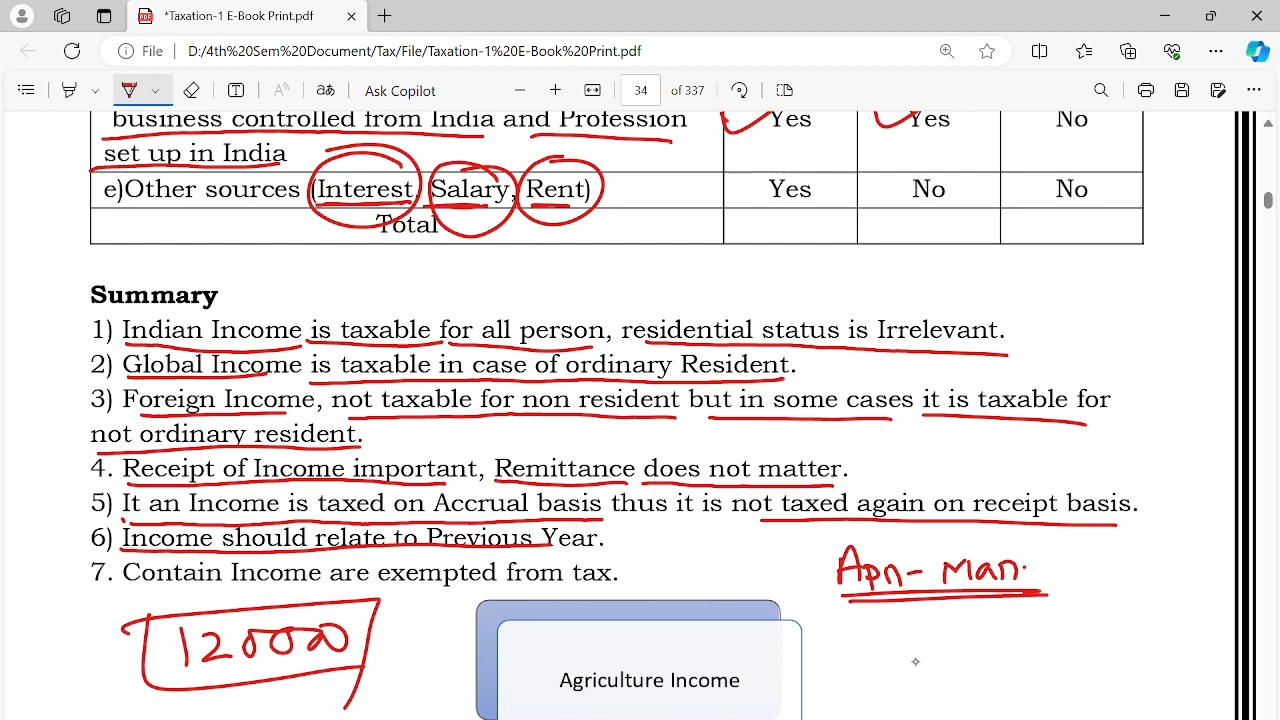 *Taxation-1 E-Book Print.pdf
File D:/4th%20Sem%20Document/Tax/File/Taxation-1%20E-Book%20Print.pdf
Ask Copilot 34 of 337
business controlled from India and Profession Yes Yes No
set up in India
e)Other sources (Interest, Salary, Rent) Yes No No
Total
Summary
1) Indian Income is taxable for all person, residential status is Irrelevant.
2) Global Income is taxable in case of ordinary Resident.
3) Foreign Income, not taxable for non resident but in some cases it is taxable for
not ordinary resident.
4. Receipt of Income important, Remittance does not matter.
5) It an Income is taxed on Accrual basis thus it is not taxed again on receipt basis.
6) Income should relate to Previous Year.
7. Contain Income are exempted from tax.
Apn - Man.
120000
Agriculture Income